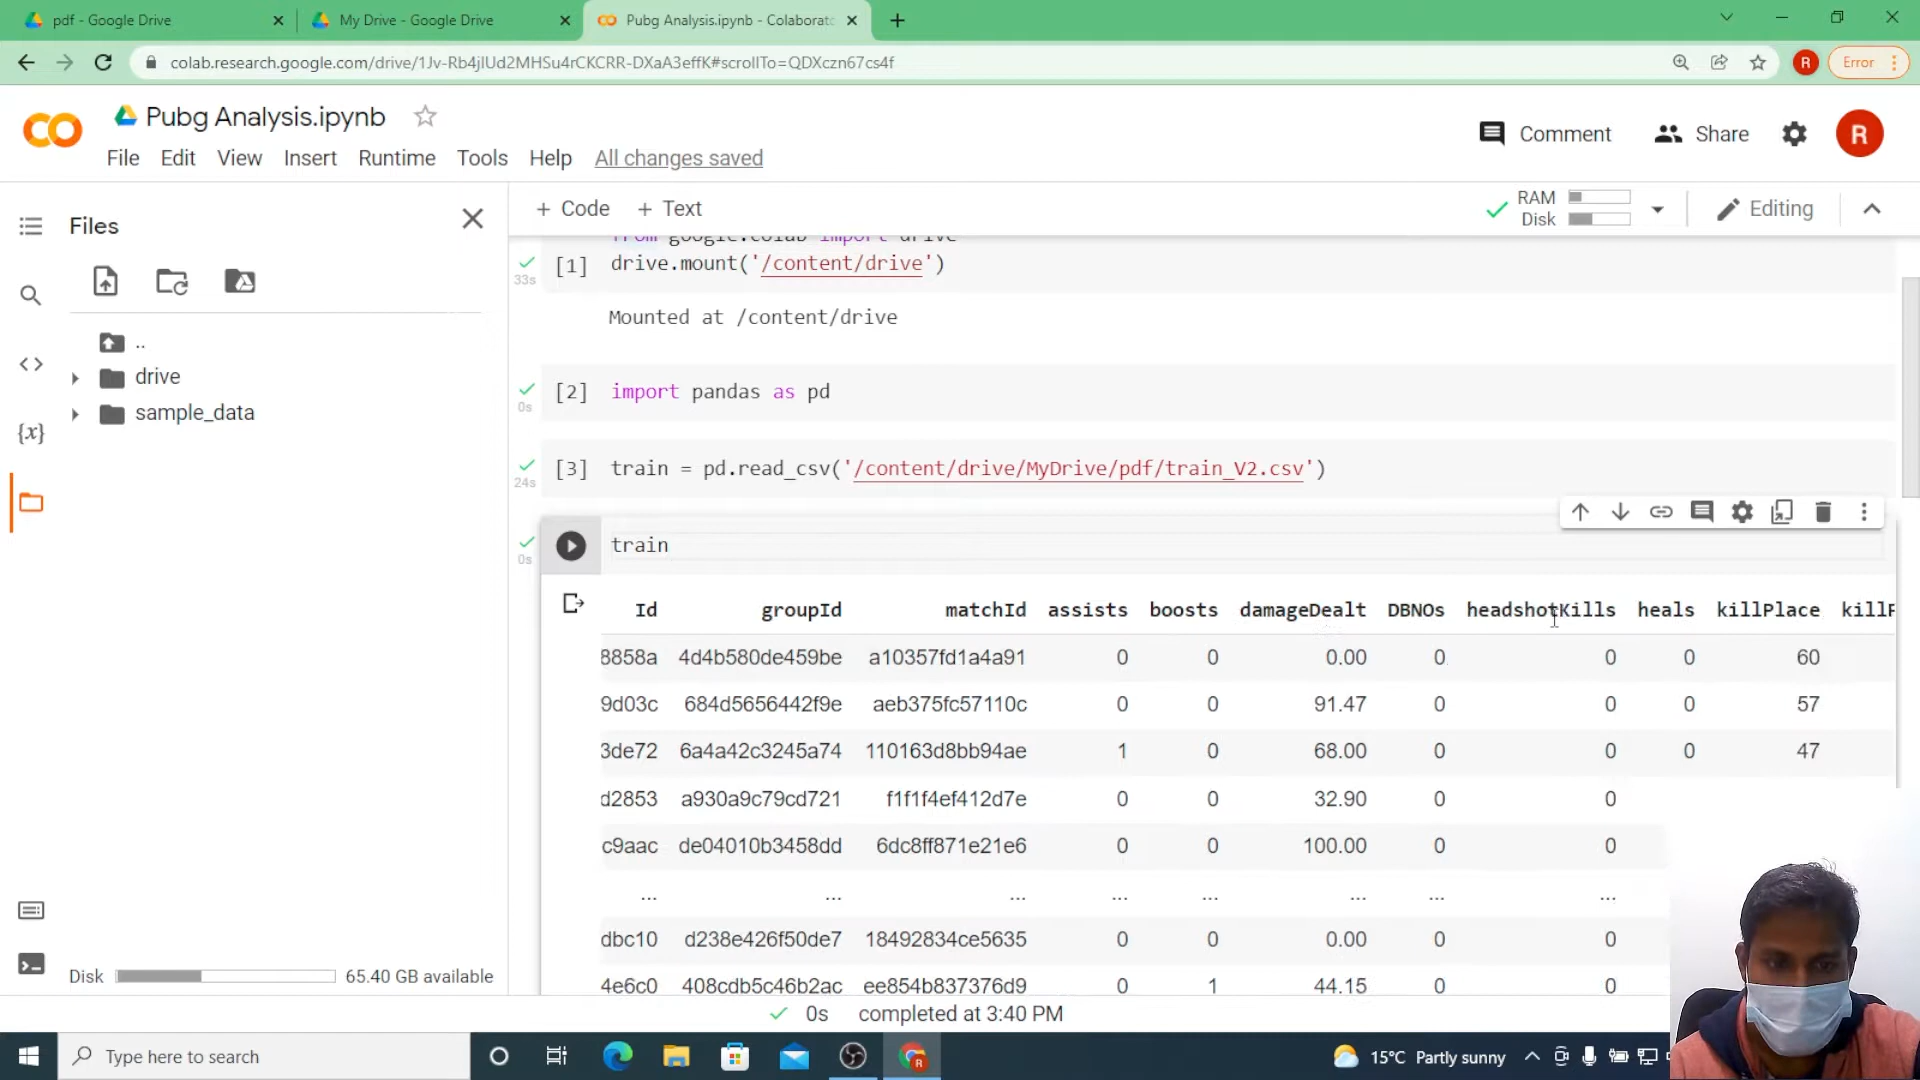 pdf - Google Drive
My Drive - Google Drive
Pubg Analysis.ipynb - Colaborat
colab.research.google.com/drive/1Jv-Rb4jlUd2MHSu4rCKCRR-DXaA3effK#scrollTo=QDXczn67cs4f
R
Error
CO
Pubg Analysis.ipynb
File Edit View Insert Runtime Tools Help All changes saved
Comment
Share
R
Files
+ Code + Text
RAM
Disk
Editing
..
drive
sample_data
from google.colab import drive
[1] drive.mount('/content/drive')
33s
Mounted at /content/drive
[2] import pandas as pd
0s
[3] train = pd.read_csv('/content/drive/MyDrive/pdf/train_V2.csv')
24s
train
0s
Id groupId matchId assists boosts damageDealt DBNOs headshotKills heals killPlace killP
8858a 4d4b580de459be a10357fd1a4a91 0 0 0.00 0 0 0 60
9d03c 684d5656442f9e aeb375fc57110c 0 0 91.47 0 0 0 57
3de72 6a4a42c3245a74 110163d8bb94ae 1 0 68.00 0 0 0 47
d2853 a930a9c79cd721 f1f1f4ef412d7e 0 0 32.90 0 0
c9aac de04010b3458dd 6dc8ff871e21e6 0 0 100.00 0 0
... ... ... ... ... ... ... ...
dbc10 d238e426f50de7 18492834ce5635 0 0 0.00 0 0
4e6c0 408cdb5c46b2ac ee854b837376d9 0 1 44.15 0 0
Disk 65.40 GB available
0s completed at 3:40 PM
Type here to search
15°C Partly sunny